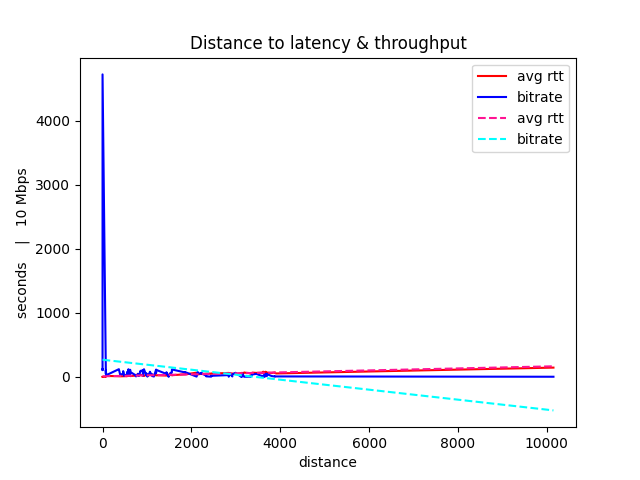 Distance to latency & throughput
avg rtt
bitrate
avg rtt
bitrate
seconds | 10 Mbps
4000
3000
2000
1000
0
0 2000 4000 6000 8000 10000
distance